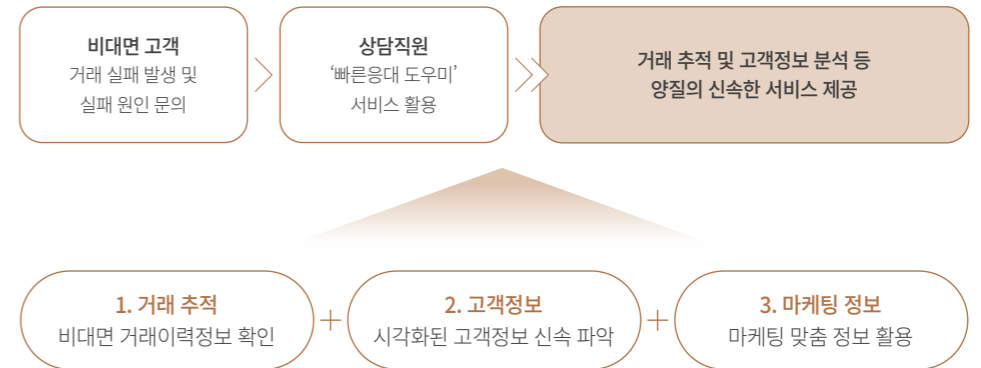 비대면 고객
거래 실패 발생 및
실패 원인 문의
상담직원
‘빠른응대 도우미’
서비스 활용
거래 추적 및 고객정보 분석 등
양질의 신속한 서비스 제공
1. 거래 추적
비대면 거래이력정보 확인
2. 고객정보
시각화된 고객정보 신속 파악
3. 마케팅 정보
마케팅 맞춤 정보 활용